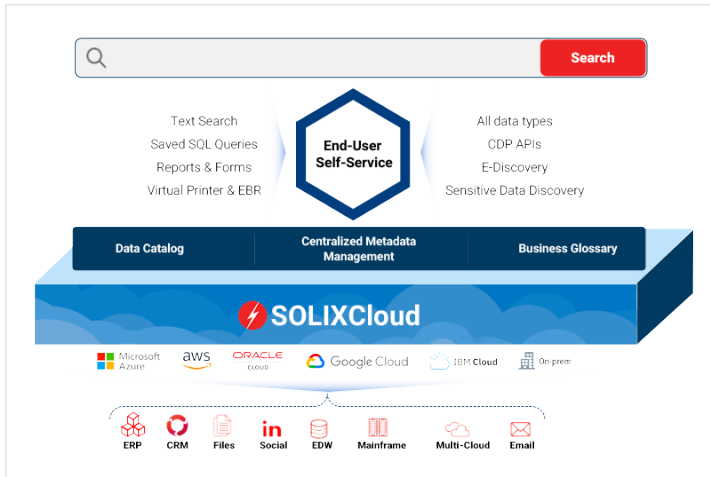 Search
Text Search
Saved SQL Queries
Reports & Forms
Virtual Printer & EBR
End-User
Self-Service
All data types
CDP APIs
E-Discovery
Sensitive Data Discovery
Data Catalog
Centralized Metadata
Management
Business Glossary
SOLIXCloud
Microsoft
Azure
aws
ORACLE
CLOUD
Google Cloud
IBM Cloud
On-prem
in
ERP
CRM
Files
Social
EDW
Mainframe
Multi-Cloud
Email